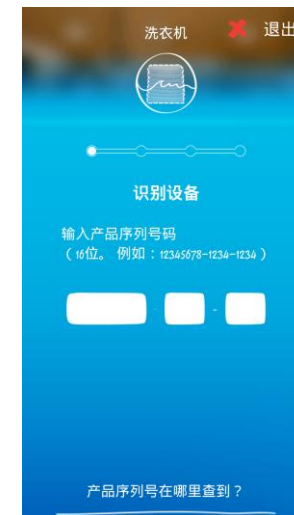 洗衣机
退出
识别设备
输入产品序列号码
（16位。 例如：12345678-1234-1234）
-
产品序列号在哪里查到？